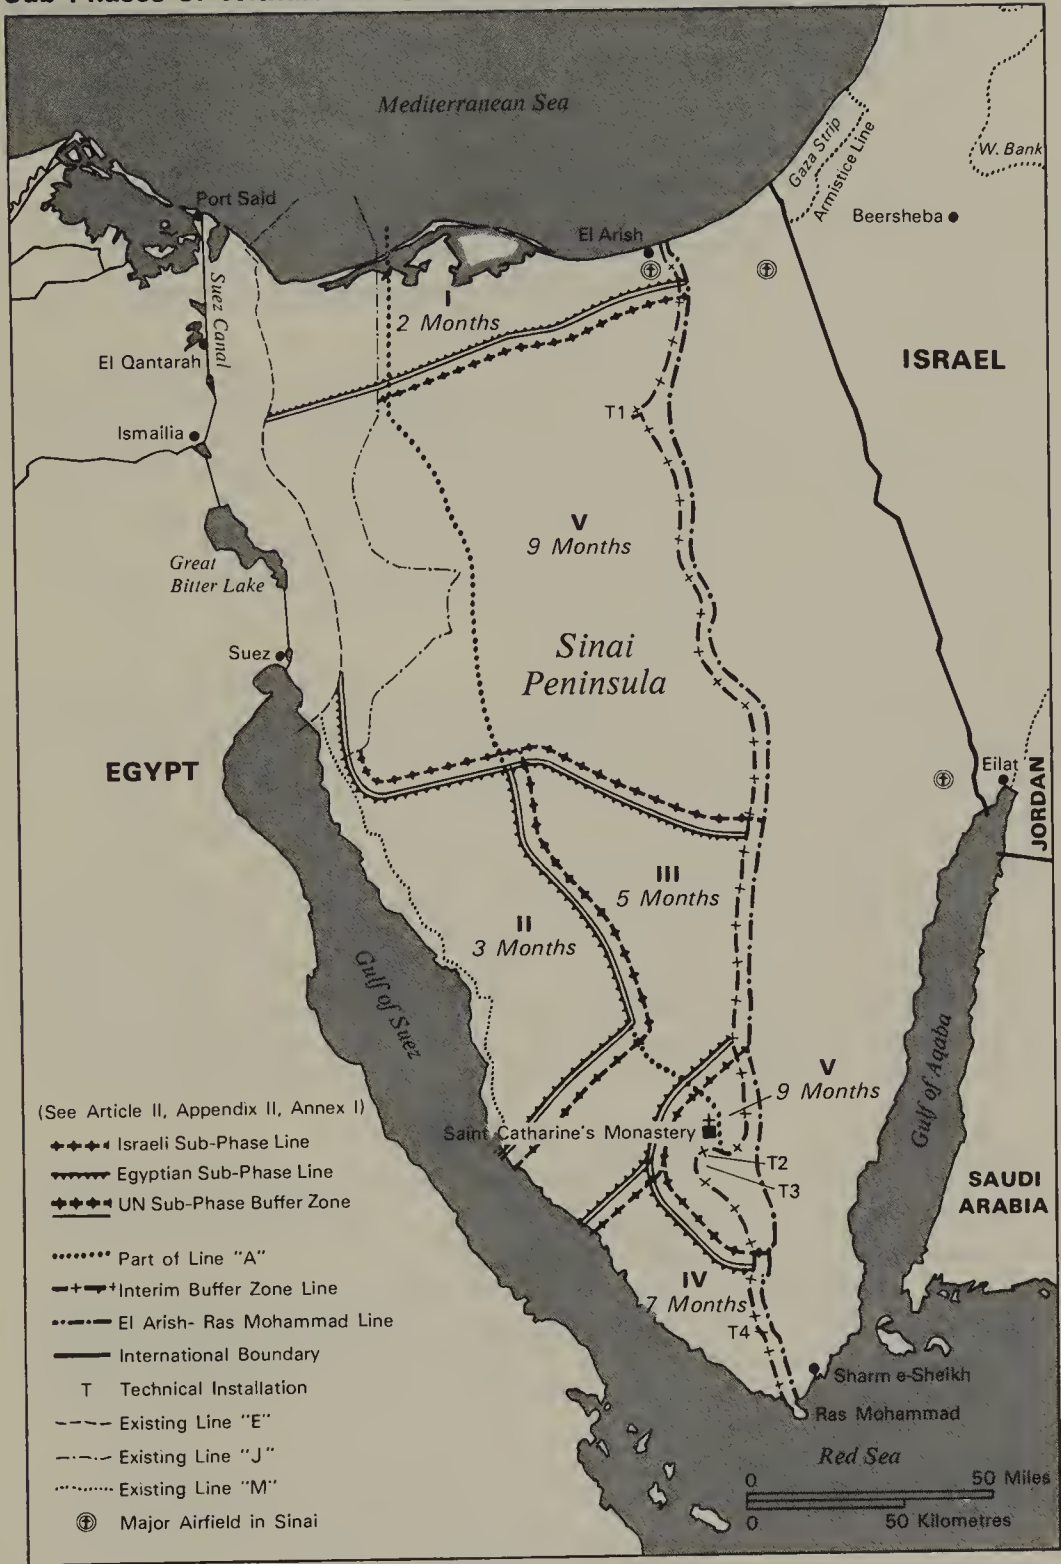 Mediterranean Sea
Gaza Strip
Armistice Line
W. Bank
Port Said
Beersheba
El Arish
Suez Canal
I
2 Months
El Qantarah
ISRAEL
T1
Ismailia
V
9 Months
Great
Bitter Lake
Sinai
Peninsula
Suez
EGYPT
Eilat
JORDAN
III
5 Months
II
3 Months
Gulf of Suez
Gulf of Aqaba
V
9 Months
Saint Catharine's Monastery
T2
T3
SAUDI
ARABIA
IV
7 Months
T4
Sharm e-Sheikh
Ras Mohammad
Red Sea
0 50 Miles
0 50 Kilometres
(See Article II, Appendix II, Annex I)
Israeli Sub-Phase Line
Egyptian Sub-Phase Line
UN Sub-Phase Buffer Zone
Part of Line "A"
Interim Buffer Zone Line
El Arish- Ras Mohammad Line
International Boundary
T Technical Installation
Existing Line "E"
Existing Line "J"
Existing Line "M"
Major Airfield in Sinai